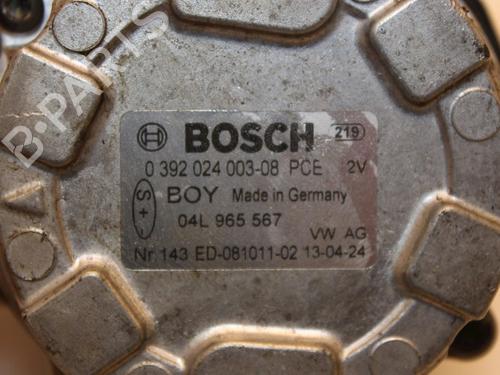 B-PARTS
BOSCH 219
0 392 024 003-08 PCE 2V
S + - BOY Made in Germany
04L 965 567 VW AG
Nr 143 ED-081011-02 13-04-24
B-PARTS